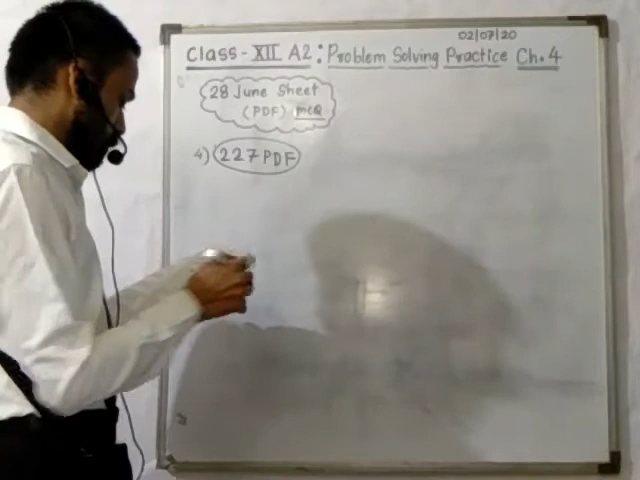 02/07/20
Class - XII A2 : Problem Solving Practice Ch. 4
28 June Sheet
(PDF) MCQ
4) 227 PDF